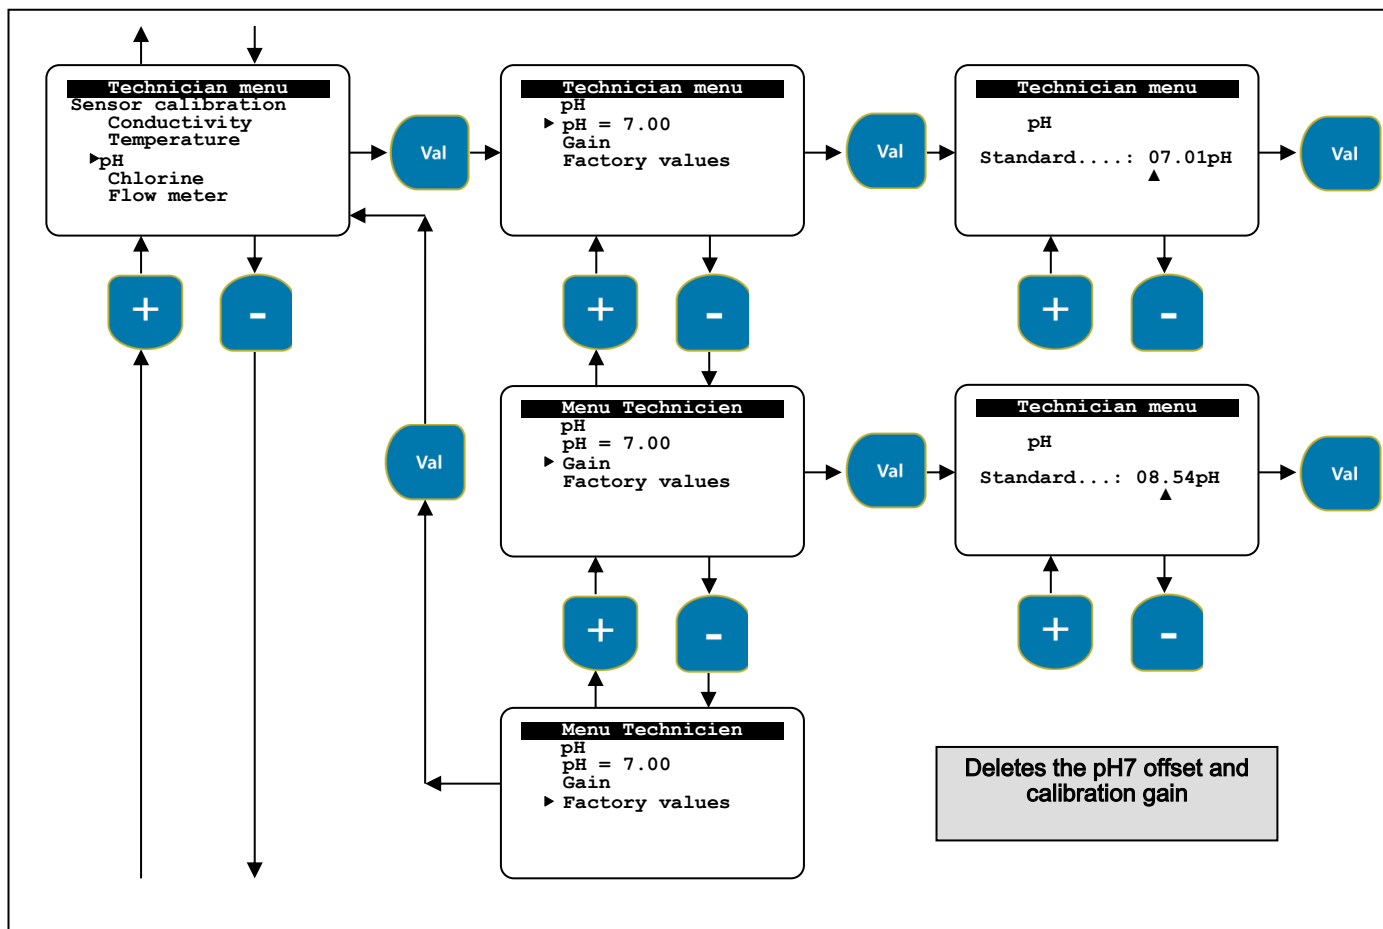 Technician menu
Sensor calibration
Conductivity
Temperature
▶pH
Chlorine
Flow meter
Val
Technician menu
pH
▶ pH = 7.00
Gain
Factory values
Val
Technician menu
pH
Standard....: 07.01pH
▲
Val
+
-
+
-
+
-
Val
Menu Technicien
pH
pH = 7.00
▶ Gain
Factory values
Val
Technician menu
pH
Standard...: 08.54pH
▲
Val
+
-
+
-
Menu Technicien
pH
pH = 7.00
Gain
▶ Factory values
Deletes the pH7 offset and
calibration gain